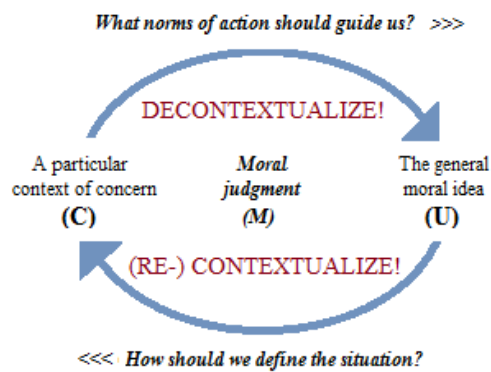 What norms of action should guide us? >>>
DECONTEXTUALIZE!
A particular
context of concern
(C)
Moral
judgment
(M)
The general
moral idea
(U)
(RE-) CONTEXTUALIZE!
<<< How should we define the situation?